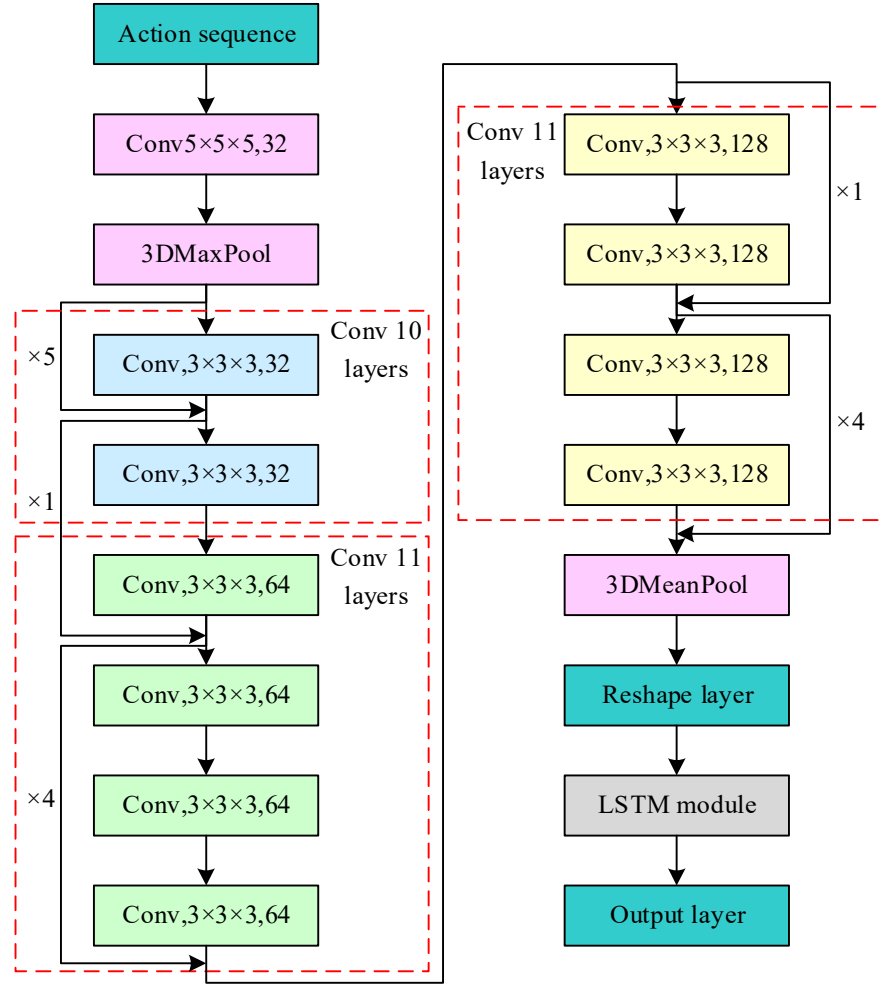 Action sequence
Conv5×5×5,32
3DMaxPool
Conv 10
layers
×5
Conv,3×3×3,32
Conv,3×3×3,32
×1
Conv 11
layers
Conv,3×3×3,64
Conv,3×3×3,64
×4
Conv,3×3×3,64
Conv,3×3×3,64
Conv 11
layers
Conv,3×3×3,128
×1
Conv,3×3×3,128
Conv,3×3×3,128
×4
Conv,3×3×3,128
3DMeanPool
Reshape layer
LSTM module
Output layer